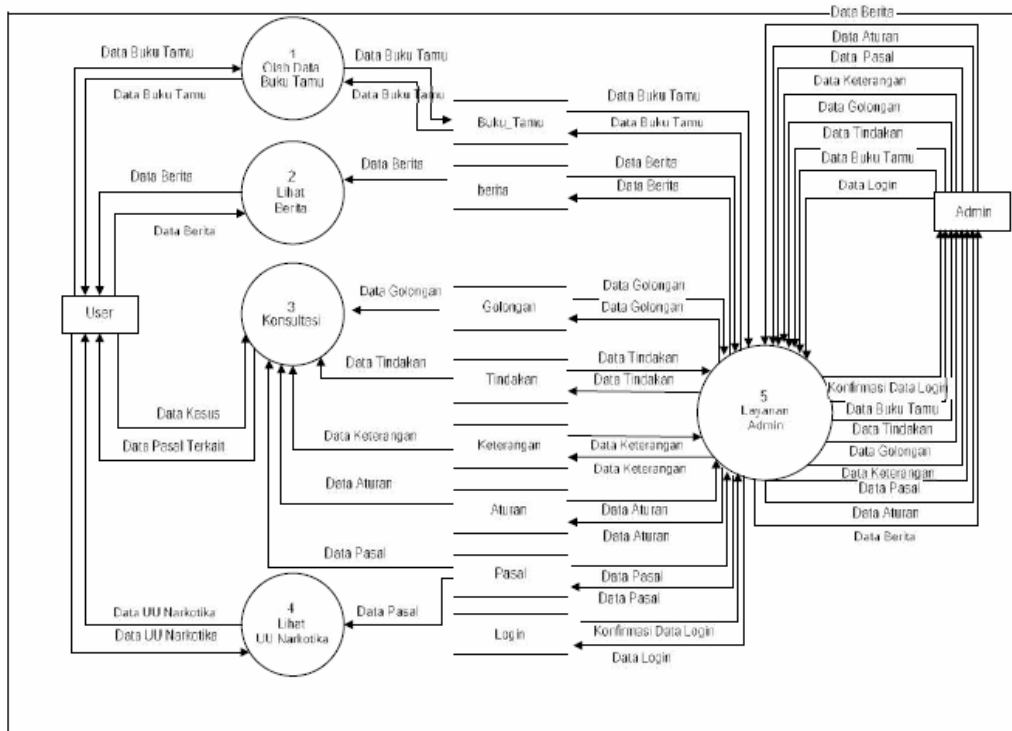 Data Berita
Data Aturan
Data Pasal
Data Keterangan
Data Golongan
Data Tindakan
Data Buku Tamu
Data Login
Admin
Data Buku Tamu
Data Buku Tamu
1
Olah Data
Buku Tamu
Data Buku Tamu
Data Buku Tamu
Buku_Tamu
Data Buku Tamu
Data Buku Tamu
Data Berita
Data Berita
2
Lihat
Berita
Data Berita
berita
Data Berita
Data Berita
User
3
Konsultasi
Data Golongan
Golongan
Data Golongan
Data Golongan
Data Tindakan
Tindakan
Data Tindakan
Data Tindakan
5
Layanan
Admin
Konfirmasi Data Login
Data Buku Tamu
Data Tindakan
Data Golongan
Data Keterangan
Data Pasal
Data Aturan
Data Berita
Data Kasus
Data Pasal Terkait
Data Keterangan
Keterangan
Data Keterangan
Data Keterangan
Data Aturan
Aturan
Data Aturan
Data Aturan
Data Pasal
Pasal
Data Pasal
Data Pasal
Data UU Narkotika
Data UU Narkotika
4
Lihat
UU Narkotika
Data Pasal
Login
Konfirmasi Data Login
Data Login